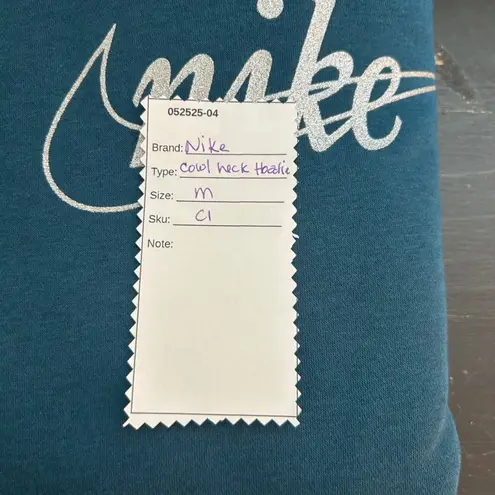 nike
052525-04
Brand: Nike
Type: Cowl neck Hoodie
Size: M
Sku: C1
Note: